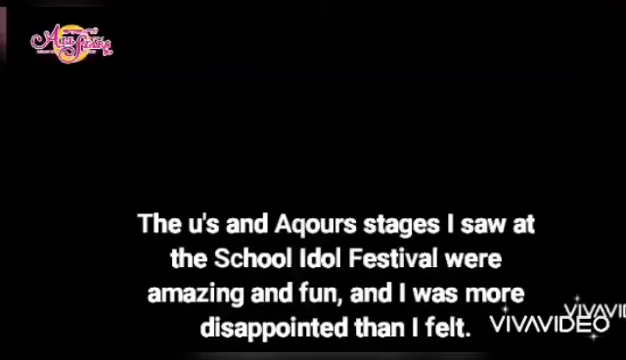 The u's and Aqours stages I saw at
the School Idol Festival were
amazing and fun, and I was more
disappointed than I felt.
VIVAVIDEO
VIVAVID